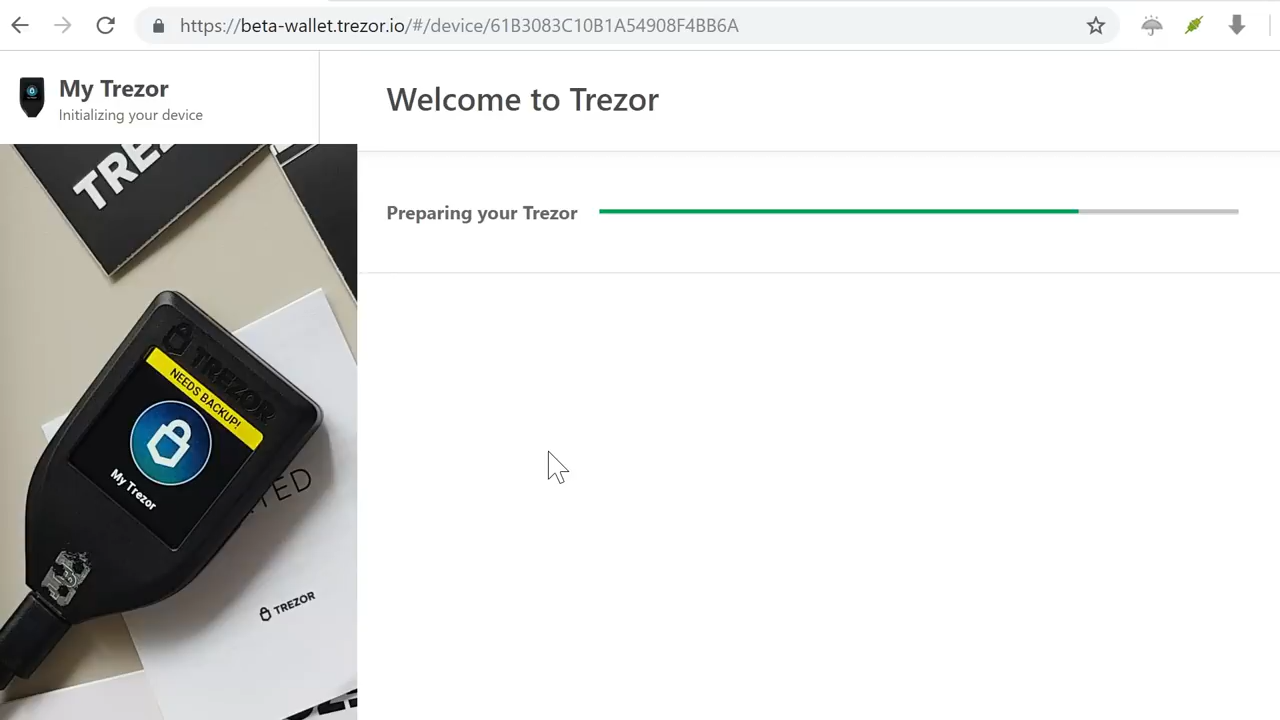 https://beta-wallet.trezor.io/#/device/61B3083C10B1A54908F4BB6A
My Trezor
Initializing your device
Welcome to Trezor
Preparing your Trezor
TREZOR
NEEDS BACKUP!
My Trezor
TREZOR